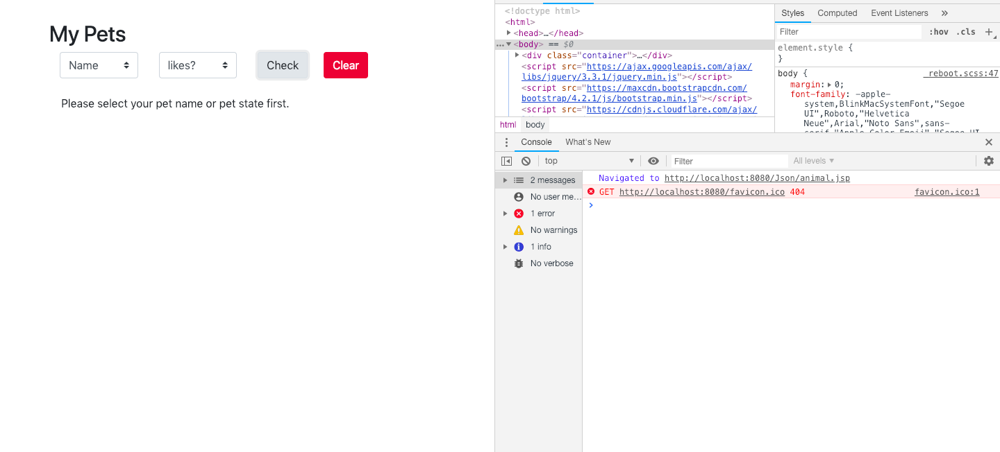 My Pets
Name
likes?
Check
Clear
Please select your pet name or pet state first.
<!doctype html>
<html>
<head>…</head>
<body> == $0
<div class="container">…</div>
<script src="https://ajax.googleapis.com/ajax/
libs/jquery/3.3.1/jquery.min.js"></script>
<script src="https://maxcdn.bootstrapcdn.com/
bootstrap/4.2.1/js/bootstrap.min.js"></script>
<script src="https://cdnjs.cloudflare.com/ajax/
html body
Styles Computed Event Listeners »
Filter :hov .cls +
element.style {
}
body { _reboot.scss:47
margin: 0;
font-family: -apple-
system,BlinkMacSystemFont,"Segoe
UI",Roboto,"Helvetica
Neue",Arial,"Noto Sans",sans-
serif,"Apple Color Emoji","Segoe UI
Console What's New
top Filter All levels
2 messages
No user me…
1 error
No warnings
1 info
No verbose
Navigated to http://localhost:8080/Json/animal.jsp
GET http://localhost:8080/favicon.ico 404 favicon.ico:1